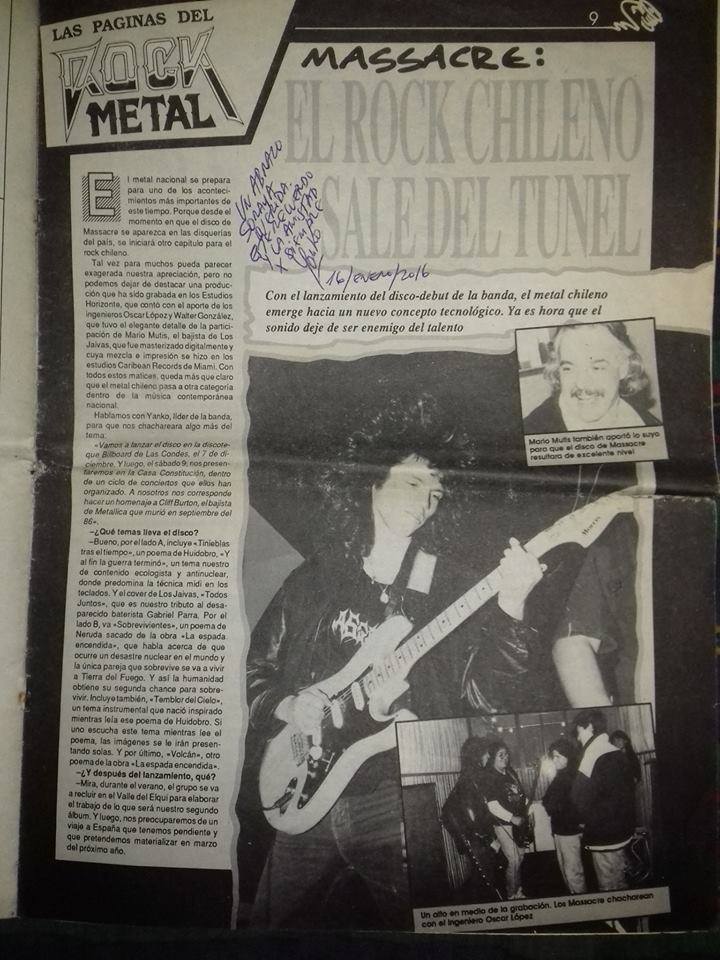 LAS PAGINAS DEL
ROCK
METAL
9
MASSACRE:
EL ROCK CHILENO
SALE DEL TUNEL
UN ABRAZO
SORAYA
QUERIDA.
LA AMISTAD
X SIEMPRE
YANKO
16/ENERO/2016
Con el lanzamiento del disco-debut de la banda, el metal chileno
emerge hacia un nuevo concepto tecnológico. Ya es hora que el
sonido deje de ser enemigo del talento
El metal nacional se prepara
para uno de los aconteci-
mientos más importantes de
este tiempo. Porque desde el
momento en que el disco de
Massacre se aparezca en las disquerías
del país, se iniciará otro capítulo para el
rock chileno.
Tal vez para muchos pueda parecer
exagerada nuestra apreciación, pero no
podemos dejar de destacar una produc-
ción que ha sido grabada en los Estudios
Horizonte, que contó con el aporte de los
ingenieros Oscar López y Walter González,
que tuvo el elegante detalle de la partici-
pación de Mario Mutis, el bajista de Los
Jaivas, que fue masterizado digitalmente y
cuya mezcla e impresión se hizo en los
estudios Caribean Records de Miami. Con
todos estos matices, queda más que claro
que el metal chileno pasa a otra categoría
dentro de la música contemporánea
nacional.
Hablamos con Yanko, líder de la banda,
para que nos chachareara algo más del
tema:
«Vamos a lanzar el disco en la discote-
que Bilboard de Las Condes, el 7 de di-
ciembre. Y luego, el sábado 9, nos presen-
taremos en la Casa Constitución, dentro
de un ciclo de conciertos que ellos han
organizado. A nosotros nos corresponde
hacer un homenaje a Cliff Burton, el bajista
de Metallica que murió en septiembre del
86».
–¿Qué temas lleva el disco?
–Bueno, por el lado A, incluye «Tinieblas
tras el tiempo», un poema de Huidobro, «Y
al fin la guerra terminó», un tema nuestro
de contenido ecologista y antinuclear,
donde predomina la técnica midi en los
teclados. Y el cover de Los Jaivas, «Todos
Juntos», que es nuestro tributo al desa-
parecido baterista Gabriel Parra. Por el
lado B, va «Sobrevivientes», un poema de
Neruda sacado de la obra «La espada
encendida», que habla acerca de que
ocurre un desastre nuclear en el mundo y
la única pareja que sobrevive se va a vivir
a Tierra del Fuego. Y así la humanidad
obtiene su segunda chance para sobre-
vivir. Incluye también, «Temblor del Cielo»,
un tema instrumental que nació inspirado
mientras leía ese poema de Huidobro. Si
uno escucha este tema mientras lee el
poema, las imágenes se le irán presen-
tando solas. Y por último, «Volcán», otro
poema de la obra «La espada encendida».
–¿Y después del lanzamiento, qué?
–Mira, durante el verano, el grupo se va
a recluir en el Valle del Elqui para elaborar
el trabajo de lo que será nuestro segundo
álbum. Y luego, nos preocuparemos de un
viaje a España que tenemos pendiente y
que pretendemos materializar en marzo
del próximo año.
Mario Mutis también aportó lo suyo
para que el disco de Massacre
resultara de excelente nivel
Un alto en medio de la grabación. Los Massacre chacharean
con el ingeniero Oscar López